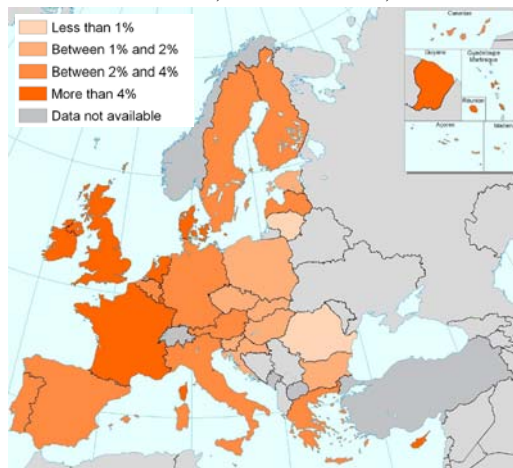 Less than 1%
Between 1% and 2%
Between 2% and 4%
More than 4%
Data not available
Canarias
Guyane
Guadeloupe
Martinique
Réunion
Açores
Madeira